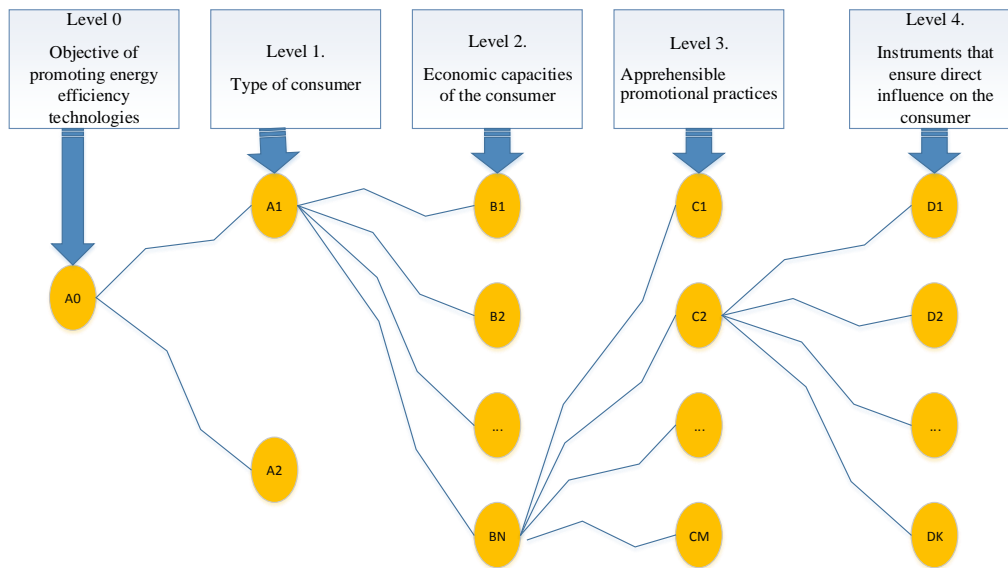 Level 0
Objective of
promoting energy
efficiency
technologies
Level 1.
Type of consumer
Level 2.
Economic capacities
of the consumer
Level 3.
Apprehensible
promotional practices
Level 4.
Instruments that
ensure direct
influence on the
consumer
A1
B1
C1
D1
A0
B2
C2
D2
...
...
...
A2
BN
CM
DK